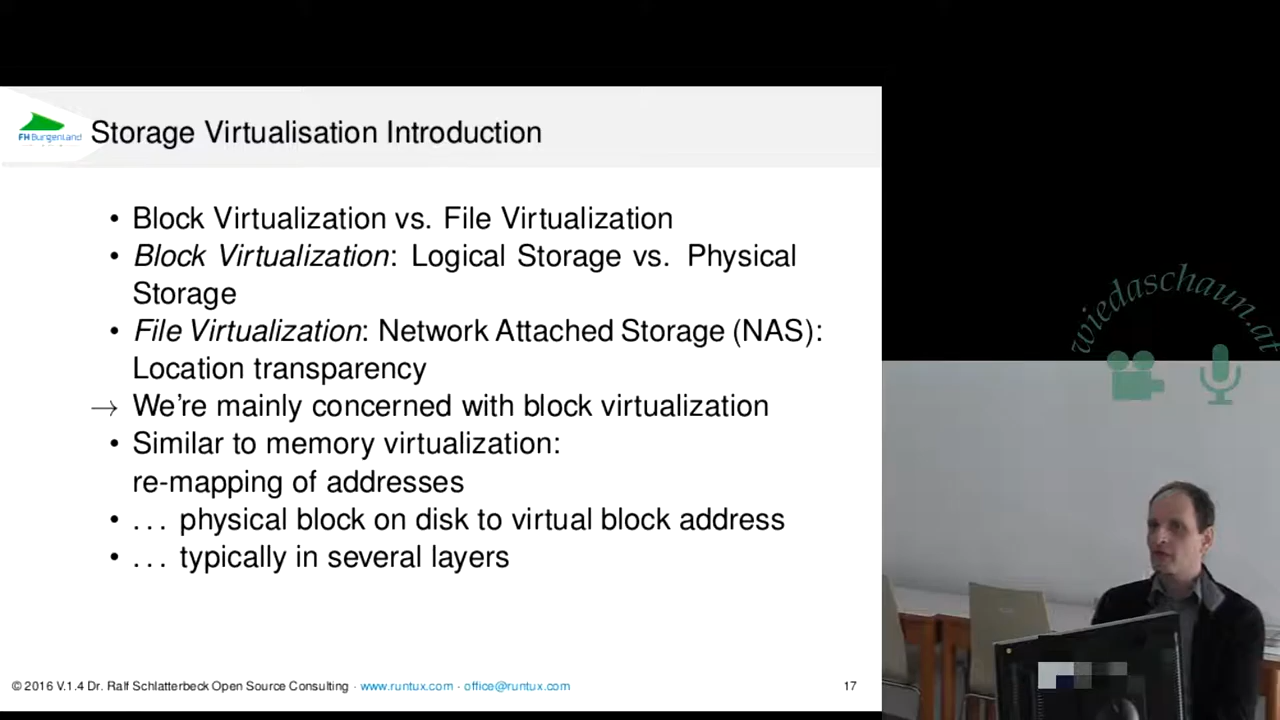 FH Burgenland
Storage Virtualisation Introduction
• Block Virtualization vs. File Virtualization
• Block Virtualization: Logical Storage vs. Physical
Storage
• File Virtualization: Network Attached Storage (NAS):
Location transparency
→ We're mainly concerned with block virtualization
• Similar to memory virtualization:
re-mapping of addresses
• ... physical block on disk to virtual block address
• ... typically in several layers
© 2016 V.1.4 Dr. Ralf Schlatterbeck Open Source Consulting · www.runtux.com · office@runtux.com 17
wiedaschaun.at